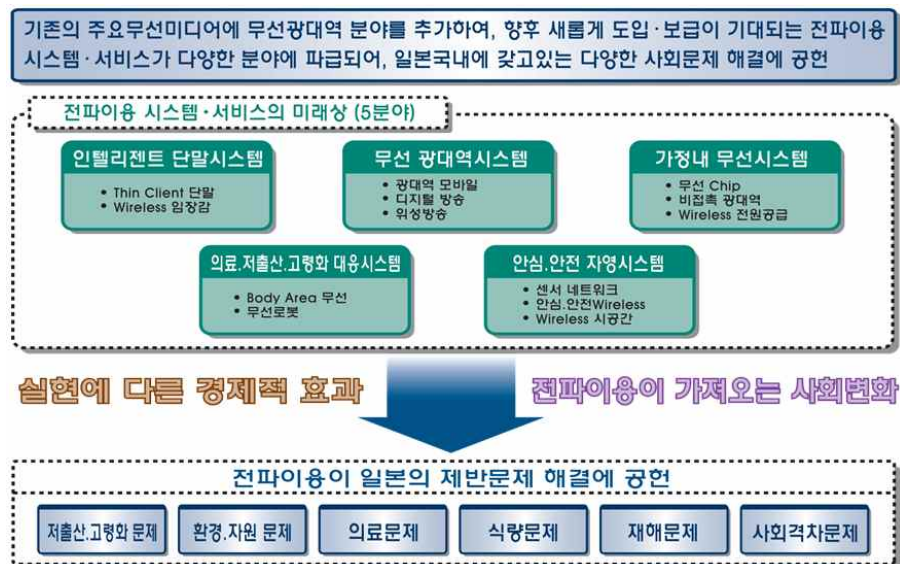 기존의 주요무선미디어에 무선광대역 분야를 추가하여, 향후 새롭게 도입·보급이 기대되는 전파이용
시스템·서비스가 다양한 분야에 파급되어, 일본국내에 갖고있는 다양한 사회문제 해결에 공헌
전파이용 시스템·서비스의 미래상 (5분야)
인텔리젠트 단말시스템
• Thin Client 단말
• Wireless 임장감
무선 광대역시스템
• 광대역 모바일
• 디지털 방송
• 위성방송
가정내 무선시스템
• 무선 Chip
• 비접촉 광대역
• Wireless 전원공급
의료.저출산.고령화 대응시스템
• Body Area 무선
• 무선로봇
안심.안전 자영시스템
• 센서 네트워크
• 안심.안전Wireless
• Wireless 시공간
실현에 다른 경제적 효과
전파이용이 가져오는 사회변화
전파이용이 일본의 제반문제 해결에 공헌
저출산.고령화 문제
환경.자원 문제
의료문제
식량문제
재해문제
사회격차문제